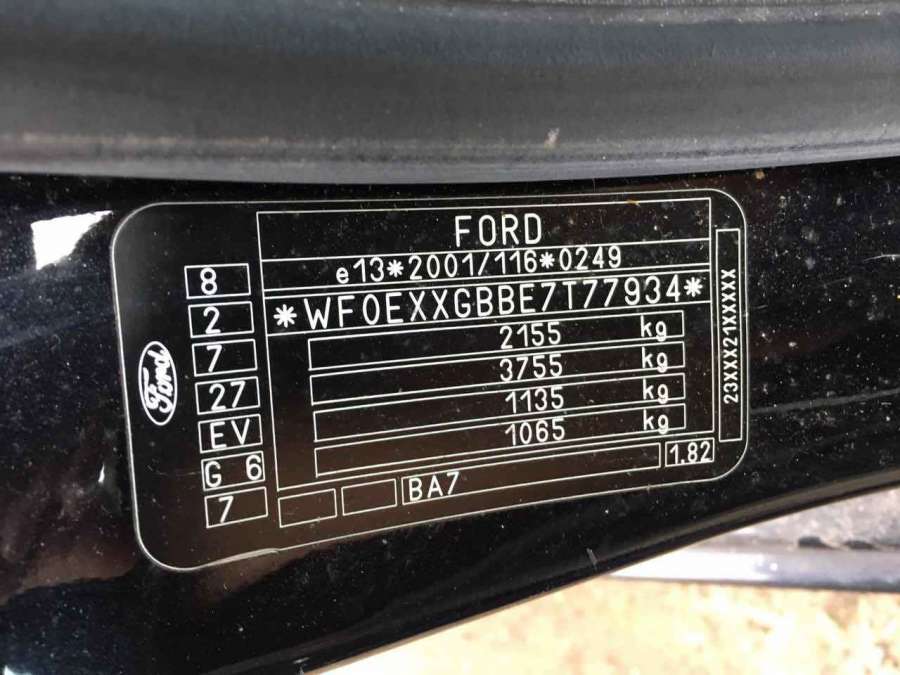 FORD
e13*2001/116*0249
*WF0EXXGBBE7T77934*
2155 kg
3755 kg
1135 kg
1065 kg
1.82
BA7
23XXX21XXXXX
8
2
7
27
EV
G 6
7
Ford